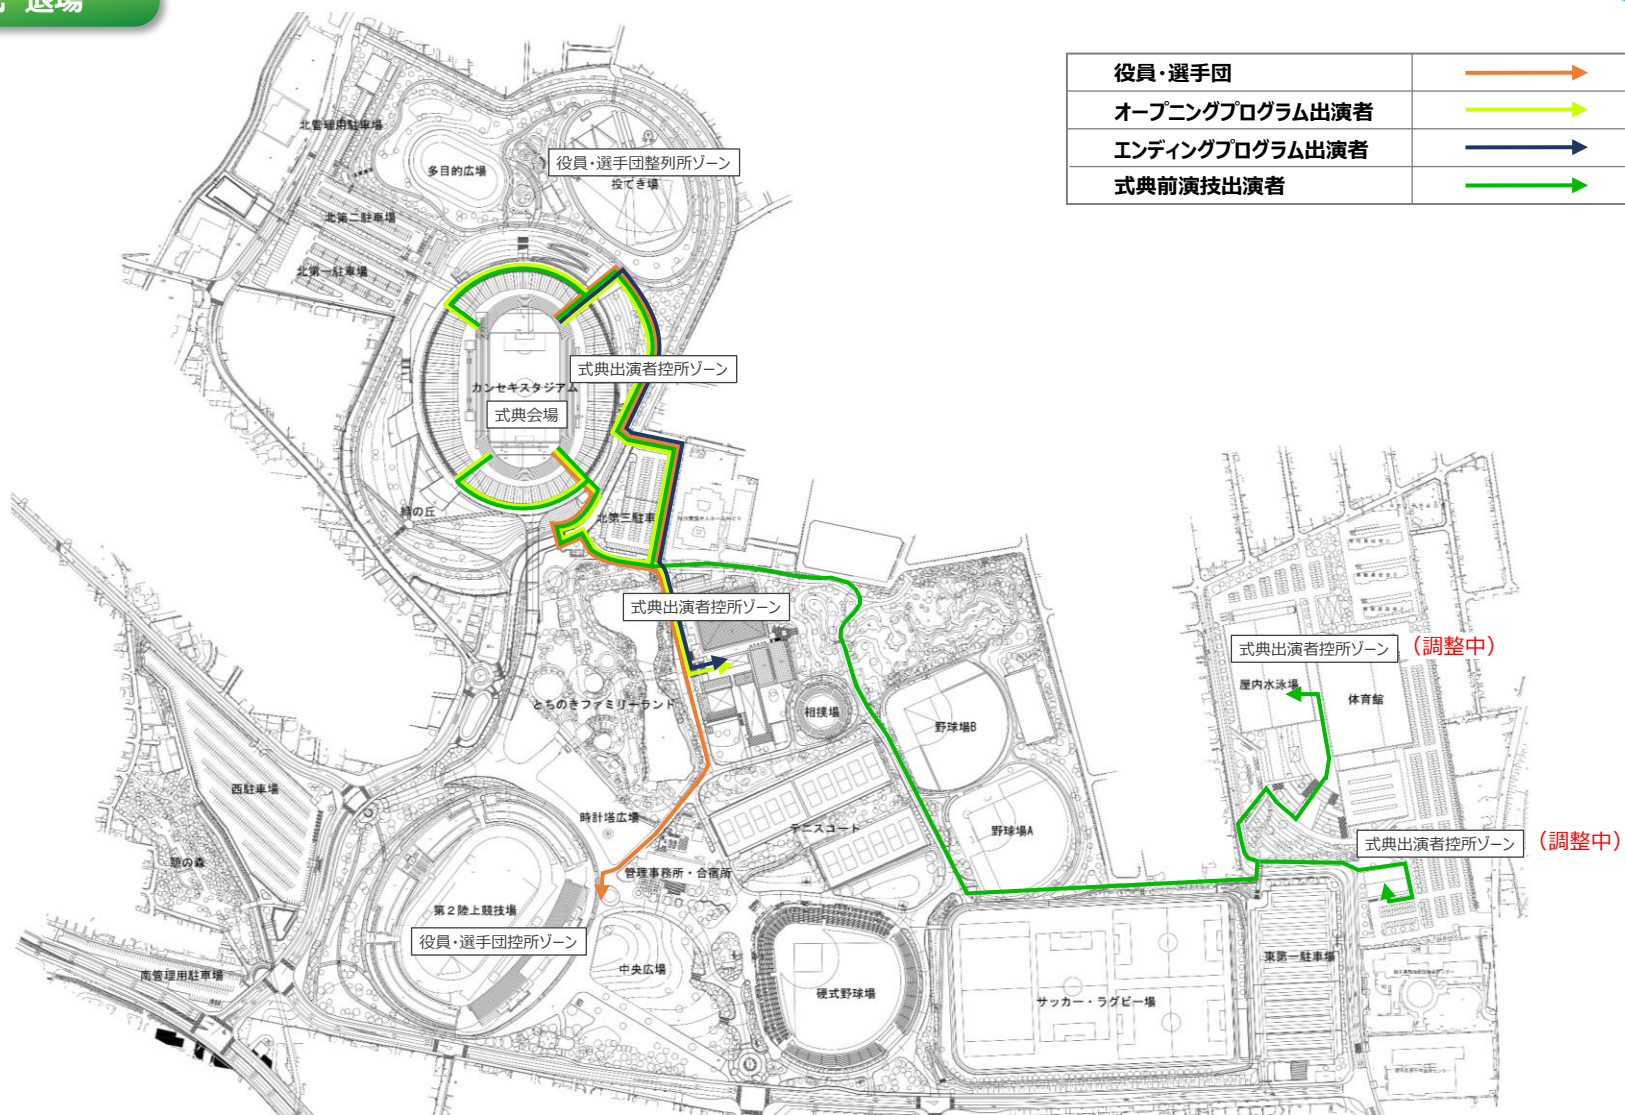 退場
役員・選手団
オープニングプログラム出演者
エンディングプログラム出演者
式典前演技出演者
北管理用駐車場
多目的広場
役員・選手団整列所ゾーン
投てき場
北第二駐車場
北第一駐車場
式典出演者控所ゾーン
カンセキスタジアム
式典会場
緑の丘
北第三駐車
式典出演者控所ゾーン
式典出演者控所ゾーン
（調整中）
屋内水泳場
体育館
とちのきファミリーランド
相撲場
野球場B
西駐車場
時計塔広場
テニスコート
野球場A
式典出演者控所ゾーン
（調整中）
憩の森
管理事務所・合宿所
第２陸上競技場
役員・選手団控所ゾーン
中央広場
南管理用駐車場
硬式野球場
サッカー・ラグビー場
東第一駐車場